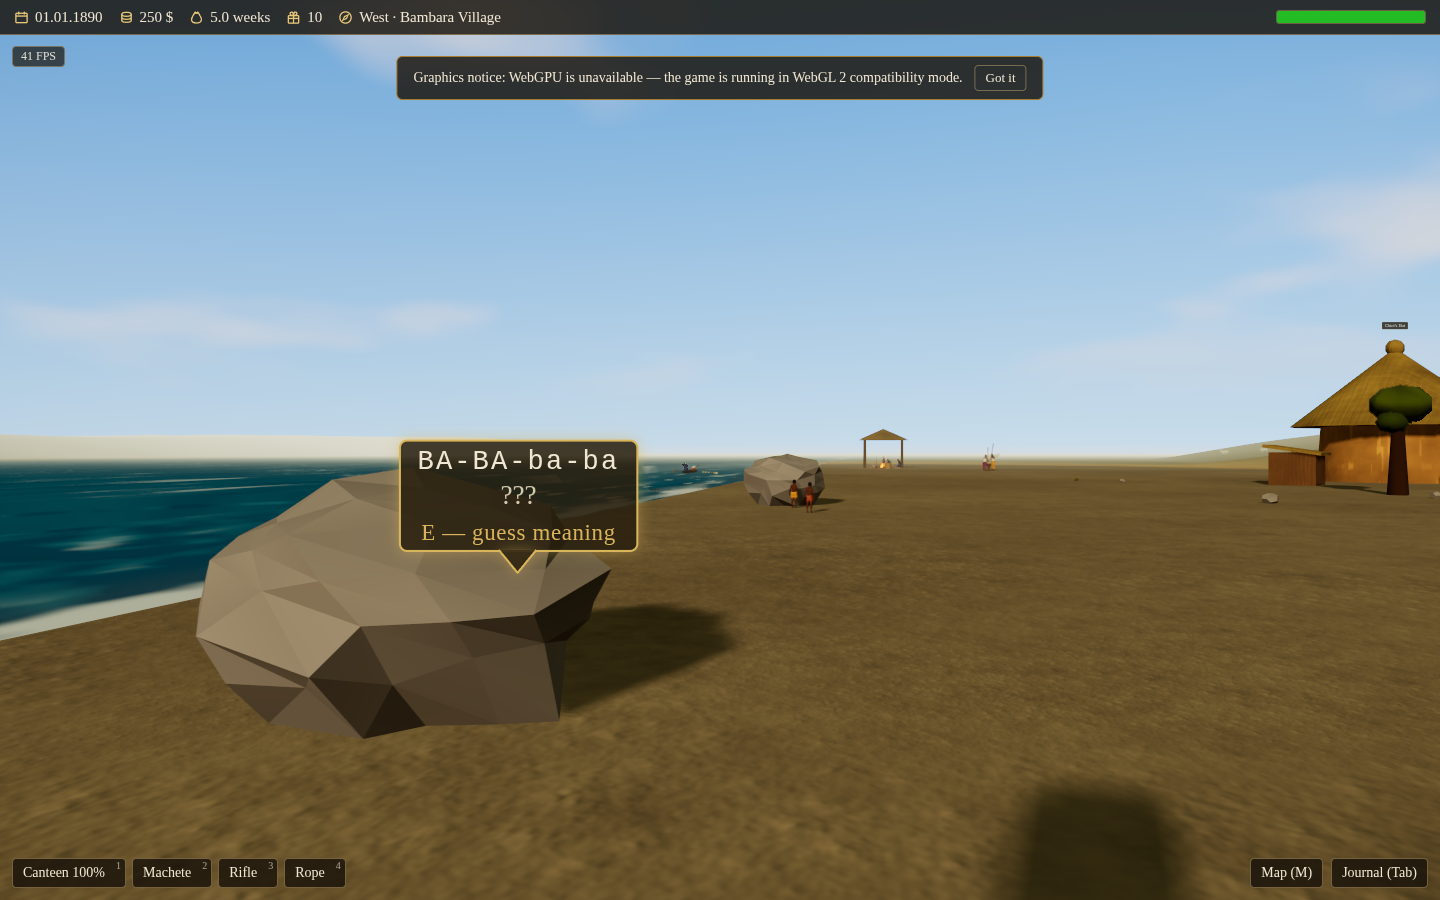 01.01.1890 250 $ 5.0 weeks 10 West · Bambara Village
41 FPS
Graphics notice: WebGPU is unavailable — the game is running in WebGL 2 compatibility mode. Got it
BA-BA-ba-ba
???
E — guess meaning
Canteen 100% 1 Machete 2 Rifle 3 Rope 4 Map (M) Journal (Tab)